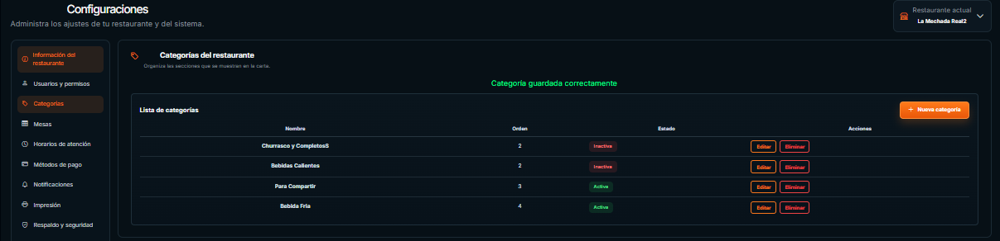 Configuraciones
Administra los ajustes de tu restaurante y del sistema.
Restaurante actual
La Mechada Real2
Información del
restaurante
Usuarios y permisos
Categorías
Mesas
Horarios de atención
Métodos de pago
Notificaciones
Impresión
Respaldo y seguridad
Categorías del restaurante
Organiza las secciones que se muestran en la carta.
Categoría guardada correctamente
Lista de categorías
+ Nueva categoría
Nombre Orden Estado Acciones
Churrasco y CompletosS 2 Inactiva Editar Eliminar
Bebidas Calientes 2 Inactiva Editar Eliminar
Para Compartir 3 Activa Editar Eliminar
Bebida Fria 4 Activa Editar Eliminar